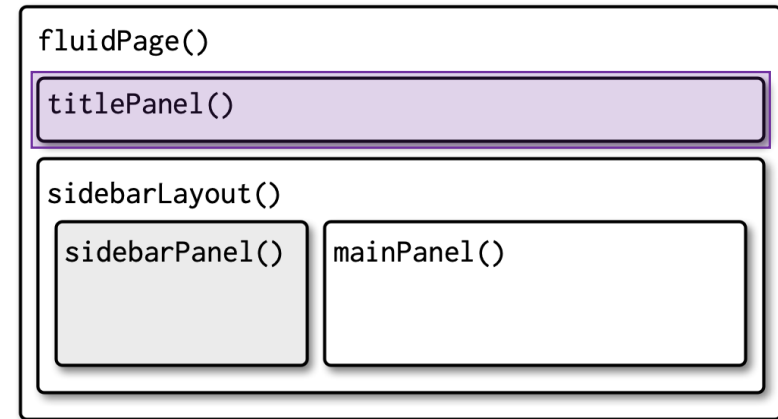 fluidPage()
titlePanel()
sidebarLayout()
sidebarPanel()
mainPanel()